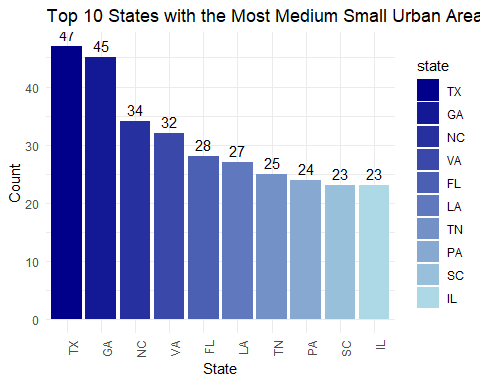 Top 10 States with the Most Medium Small Urban Area
47
45
34
32
28
27
25
24
23
23
Count
40
30
20
10
0
TX
GA
NC
VA
FL
LA
TN
PA
SC
IL
State
state
TX
GA
NC
VA
FL
LA
TN
PA
SC
IL